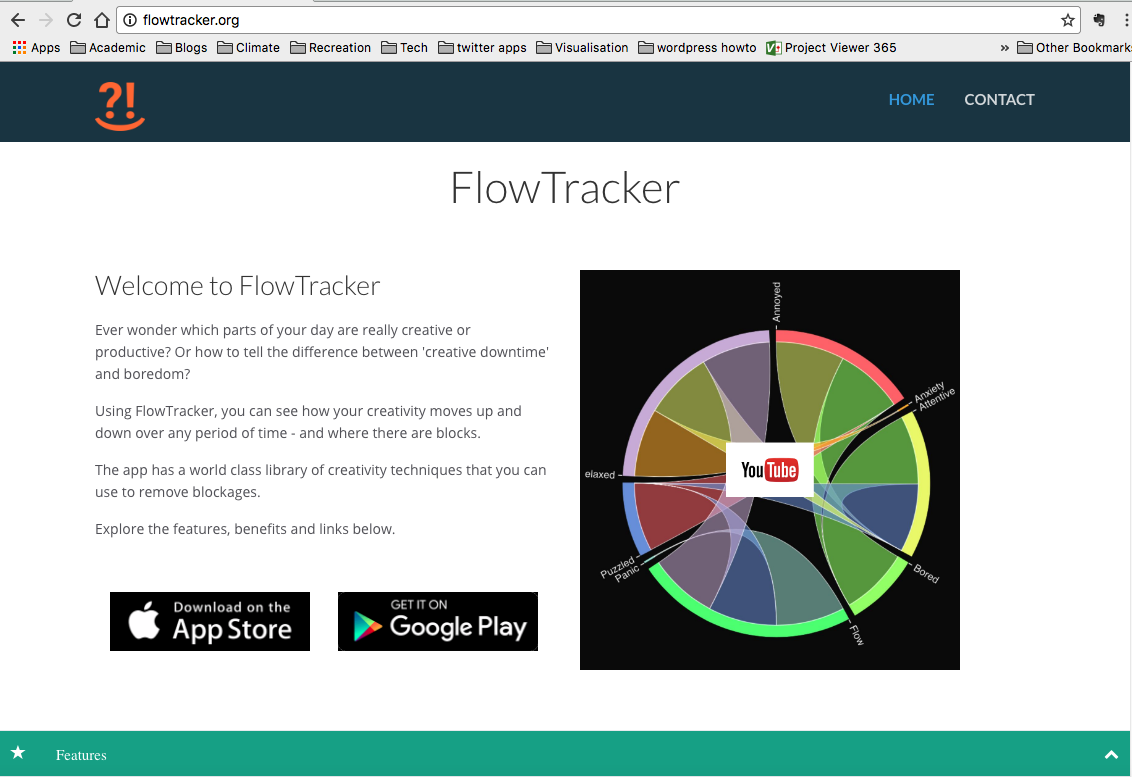 flowtracker.org
Apps Academic Blogs Climate Recreation Tech twitter apps Visualisation wordpress howto Project Viewer 365 » Other Bookmark
?!
HOME CONTACT
FlowTracker
Welcome to FlowTracker
Ever wonder which parts of your day are really creative or
productive? Or how to tell the difference between 'creative downtime'
and boredom?
Using FlowTracker, you can see how your creativity moves up and
down over any period of time - and where there are blocks.
The app has a world class library of creativity techniques that you can
use to remove blockages.
Explore the features, benefits and links below.
Download on the
App Store
GET IT ON
Google Play
Annoyed
Anxiety
Attentive
elaxed
YouTube
Puzzled
Panic
Bored
Flow
Features